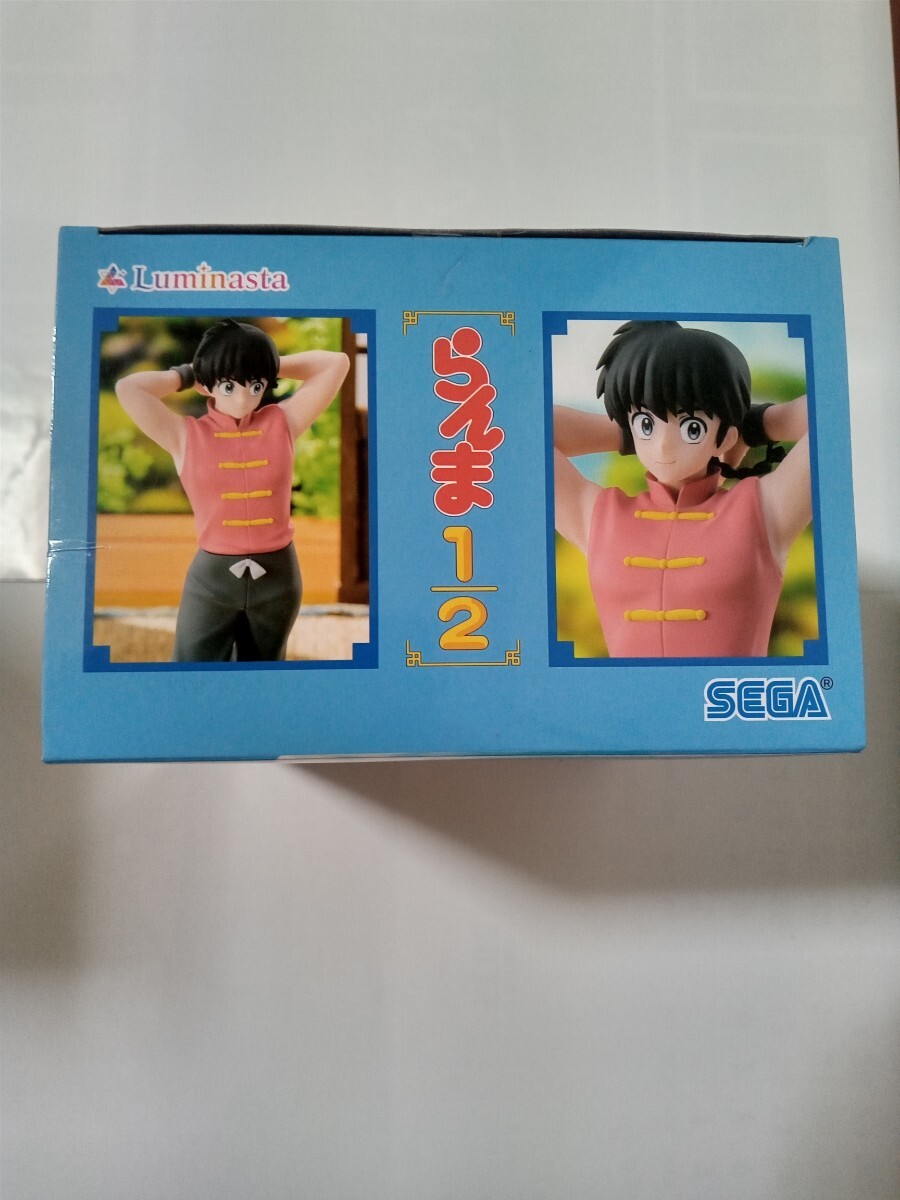 Luminasta
らんま
1
2
SEGA®